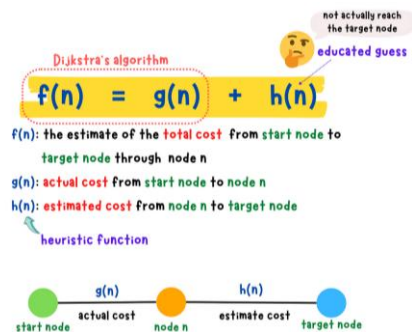 not actually reach
the target node
educated guess
Dijkstra's algorithm
f(n) = g(n) + h(n)
f(n): the estimate of the total cost from start node to
target node through node n
g(n): actual cost from start node to node n
h(n): estimated cost from node n to target node
heuristic function
g(n) h(n)
actual cost estimate cost
start node node n target node